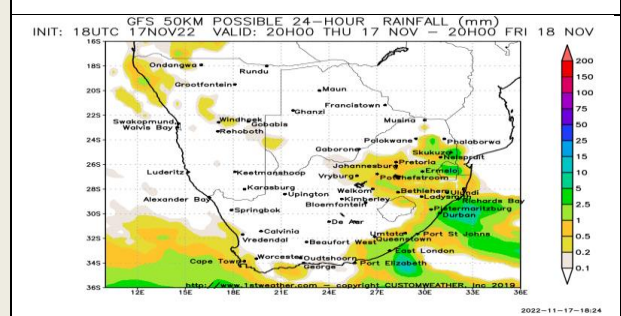 GFS 50KM POSSIBLE 24-HOUR RAINFALL (mm)
INIT: 18UTC 17NOV22 VALID: 20H00 THU 17 NOV - 20H00 FRI 18 NOV
16S
200
Ondangwa
Rundu
150
18S
100
Grootfontein
Maun
20S
75
Francistown
Ghanzi
50
22S
Swakopmund
Windhoek
Gobabis
Musina
Walvis Bay
Rehoboth
25
24S
Polokwane
Phalaborwa
Gaborone
Skukuza
15
Pretoria
Nelspruit
26S
Johannesburg
10
Luderitz
Keetmanshoop
Vryburg
Potchefstroom
Ermelo
5
28S
Karasburg
Upington
Welkom
Bethlehem
Ulundi
Alexander Bay
Kimberley
Ladysmith
2.5
Bloemfontein
Richards Bay
30S
Springbok
Pietermaritzburg
Durban
1
De Aar
Calvinia
Umtata
Port St Johns
0.5
32S
Vredendal
Beaufort West
Queenstown
East London
0.2
34S
Cape Town
Worcester
Oudtshoorn
George
Port Elizabeth
0.1
http://www.1stweather.com - copyright CUSTOMWEATHER, Inc 2019
36S
12E 15E 18E 21E 24E 27E 30E 33E 36E
2022-11-17-18:24